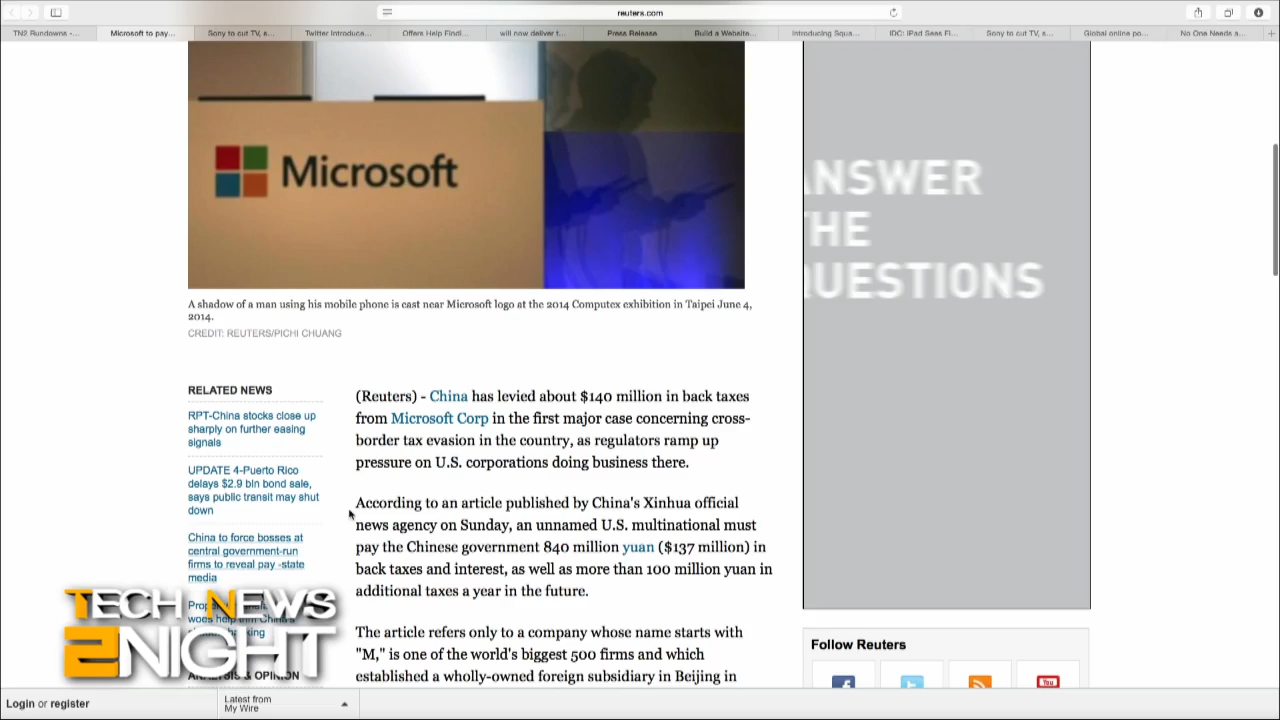 reuters.com
TN2 Rundowns -...
Microsoft to pay...
Sony to cut TV, s...
Twitter Introduce...
Offers Help Findi...
will now deliver t...
Press Release
Build a Website...
Introducing Squa...
IDC: iPad Sees Fi...
Sony to cut TV, s...
Global online po...
No One Needs a...
Microsoft
ANSWER
THE
QUESTIONS
A shadow of a man using his mobile phone is cast near Microsoft logo at the 2014 Computex exhibition in Taipei June 4,
2014.
CREDIT: REUTERS/PICHI CHUANG
RELATED NEWS
RPT-China stocks close up
sharply on further easing
signals
UPDATE 4-Puerto Rico
delays $2.9 bln bond sale,
says public transit may shut
down
China to force bosses at
central government-run
firms to reveal pay -state
media
woes help
ANALYSIS & OPINION
(Reuters) - China has levied about $140 million in back taxes
from Microsoft Corp in the first major case concerning cross-
border tax evasion in the country, as regulators ramp up
pressure on U.S. corporations doing business there.
According to an article published by China's Xinhua official
news agency on Sunday, an unnamed U.S. multinational must
pay the Chinese government 840 million yuan ($137 million) in
back taxes and interest, as well as more than 100 million yuan in
additional taxes a year in the future.
The article refers only to a company whose name starts with
"M," is one of the world's biggest 500 firms and which
established a wholly-owned foreign subsidiary in Beijing in
Follow Reuters
You
TECH NEWS
2NIGHT
Login or register
Latest from
My Wire